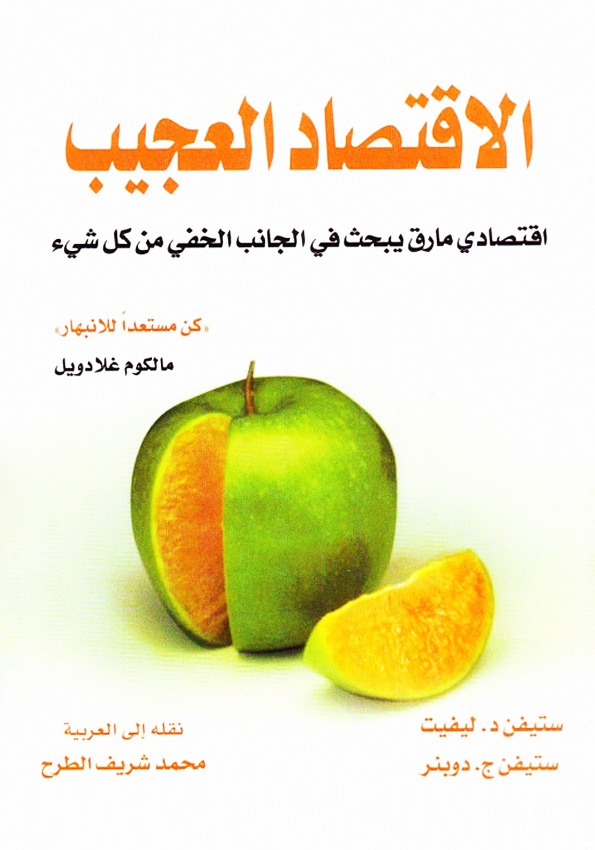 الاقتصاد العجيب
اقتصادي مارق يبحث في الجانب الخفي من كل شيء
«كن مستعداً للانبهار»
مالكوم غلادويل
ستيفن د. ليفيت
ستيفن ج. دوبنر
نقله إلى العربية
محمد شريف الطرح